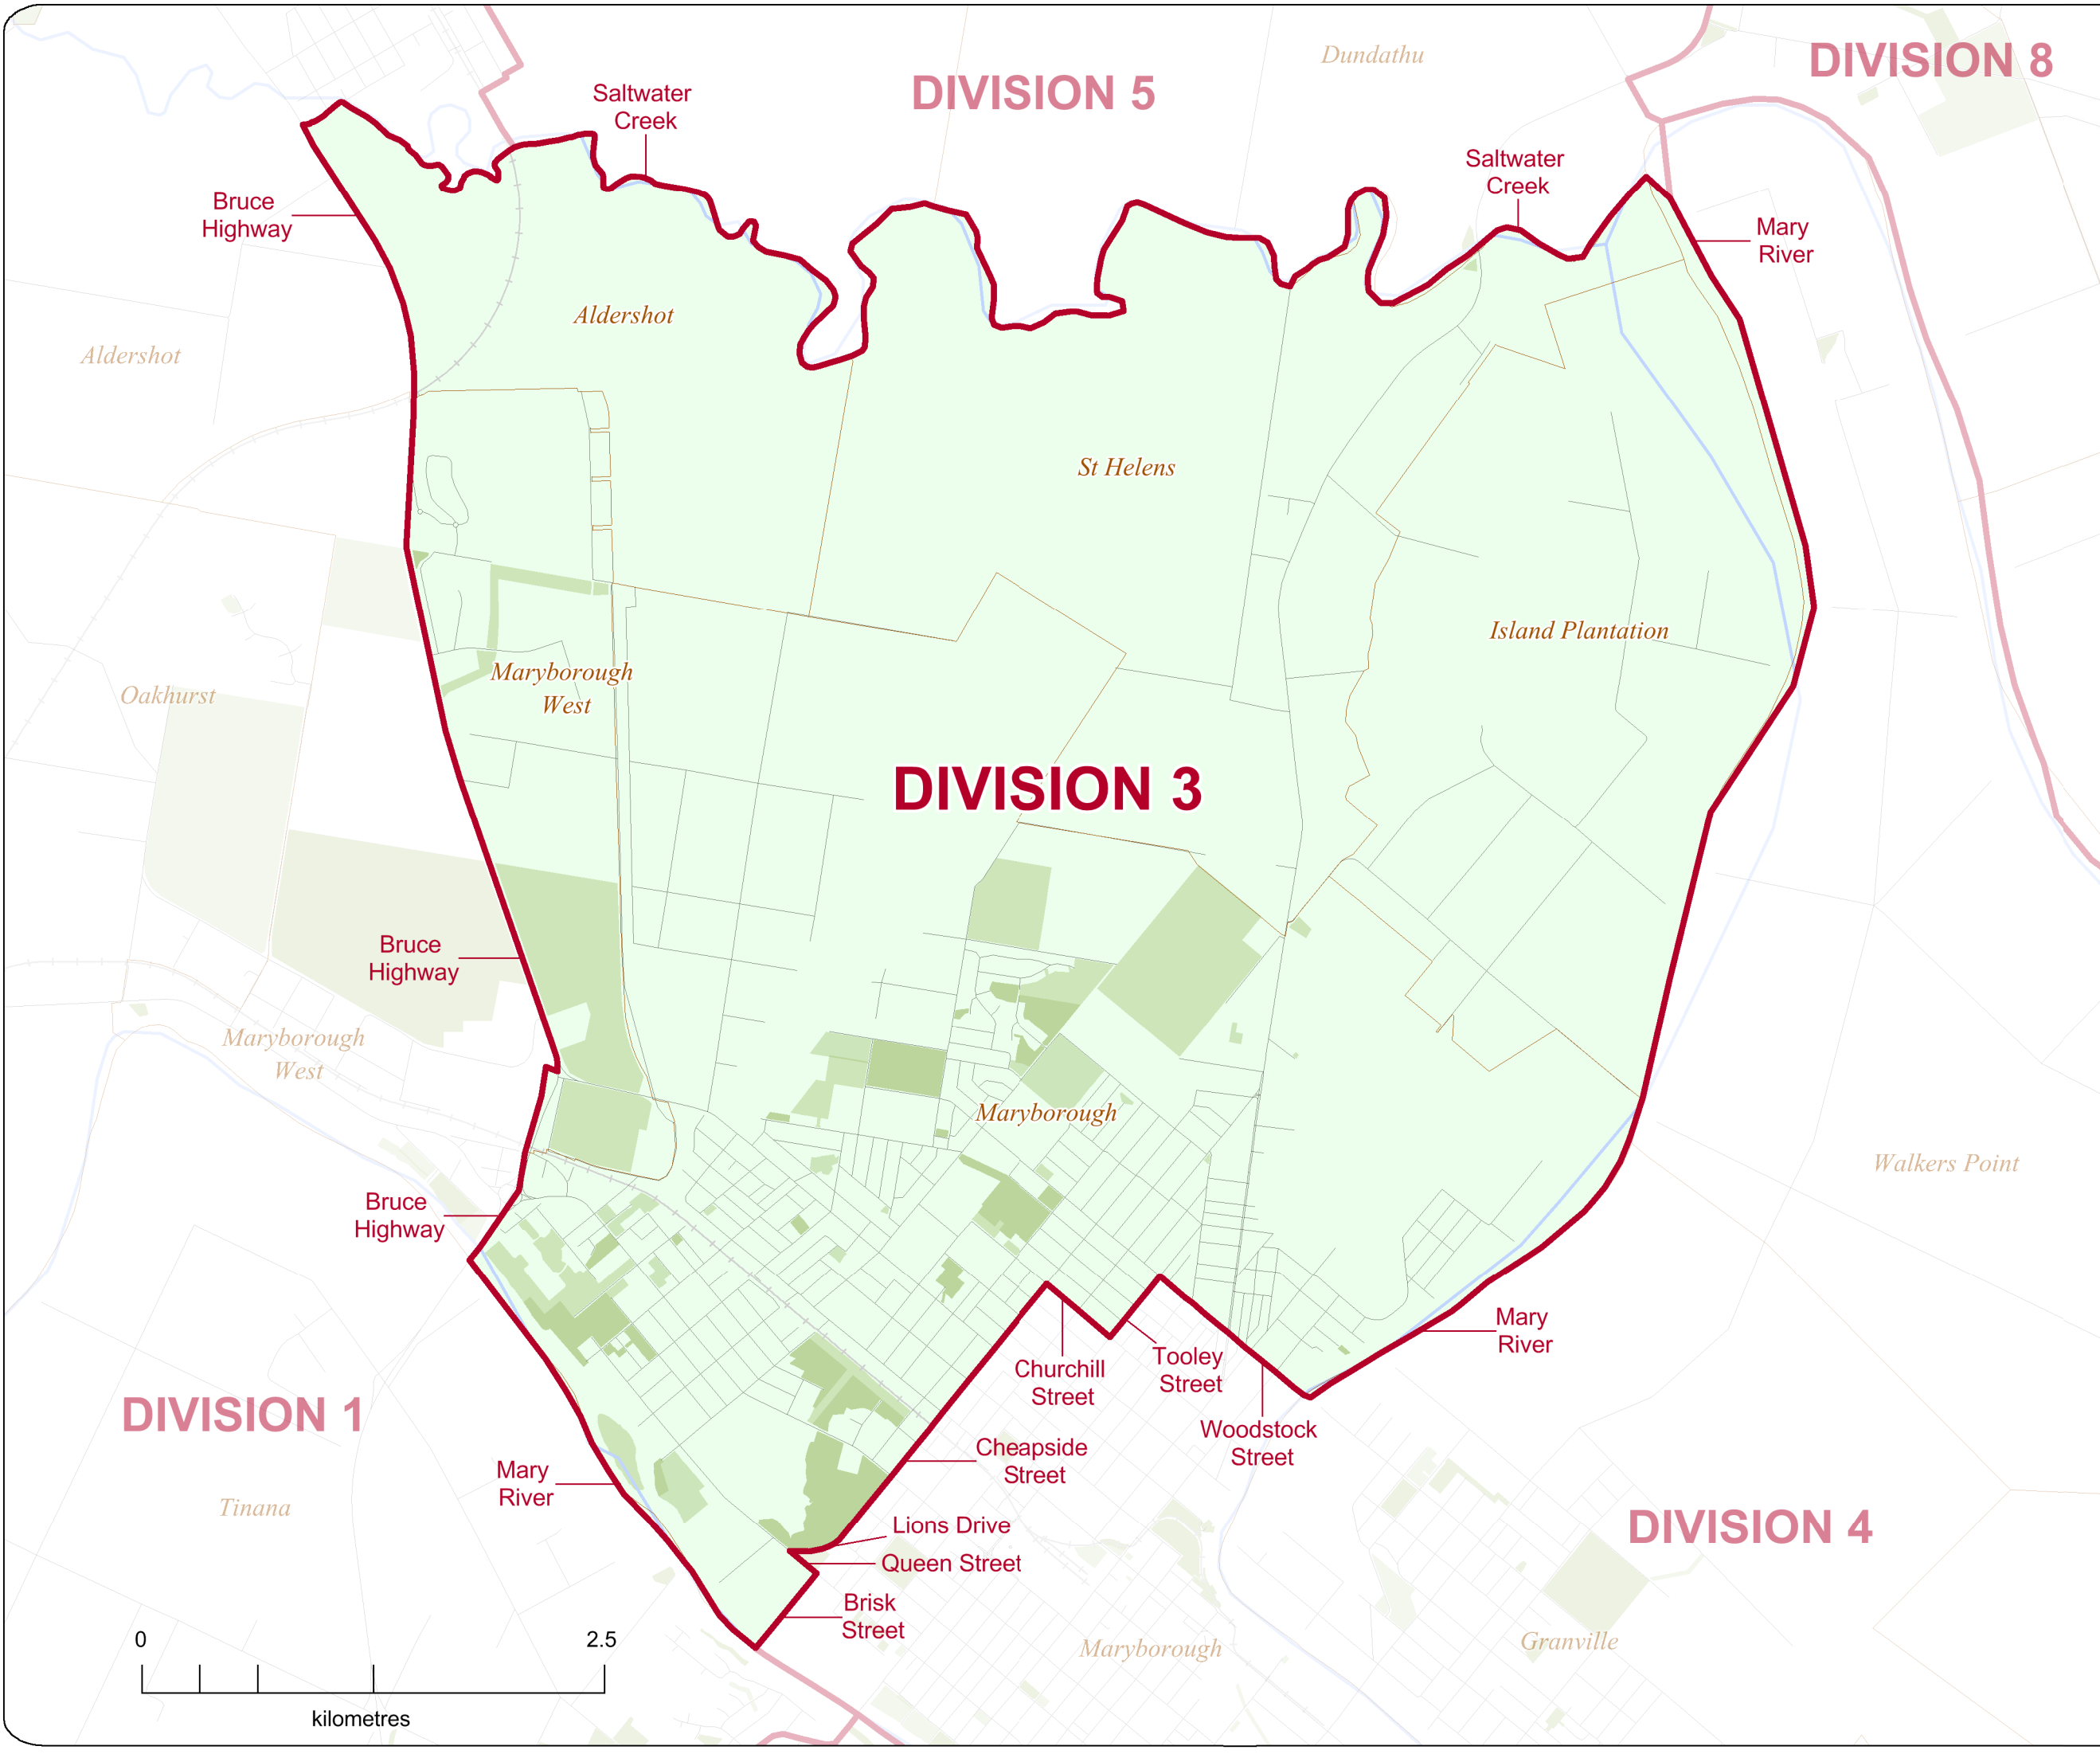 Dundathu
DIVISION 8
DIVISION 5
Saltwater
Creek
Saltwater
Creek
Bruce
Highway
Mary
River
Aldershot
Aldershot
St Helens
Island Plantation
Maryborough
West
Oakhurst
DIVISION 3
Bruce
Highway
Maryborough
West
Maryborough
Walkers Point
Bruce
Highway
Mary
River
Churchill
Street
Tooley
Street
DIVISION 1
Woodstock
Street
Cheapside
Street
Mary
River
Tinana
Lions Drive
DIVISION 4
Queen Street
Brisk
Street
Maryborough
Granville
0
2.5
kilometres